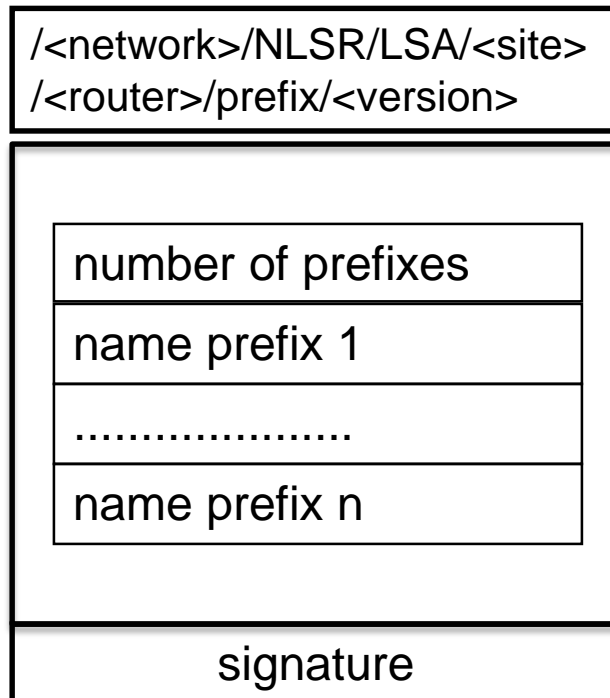 /<network>/NLSR/LSA/<site>
/<router>/prefix/<version>
number of prefixes
name prefix 1
.....................
name prefix n
signature